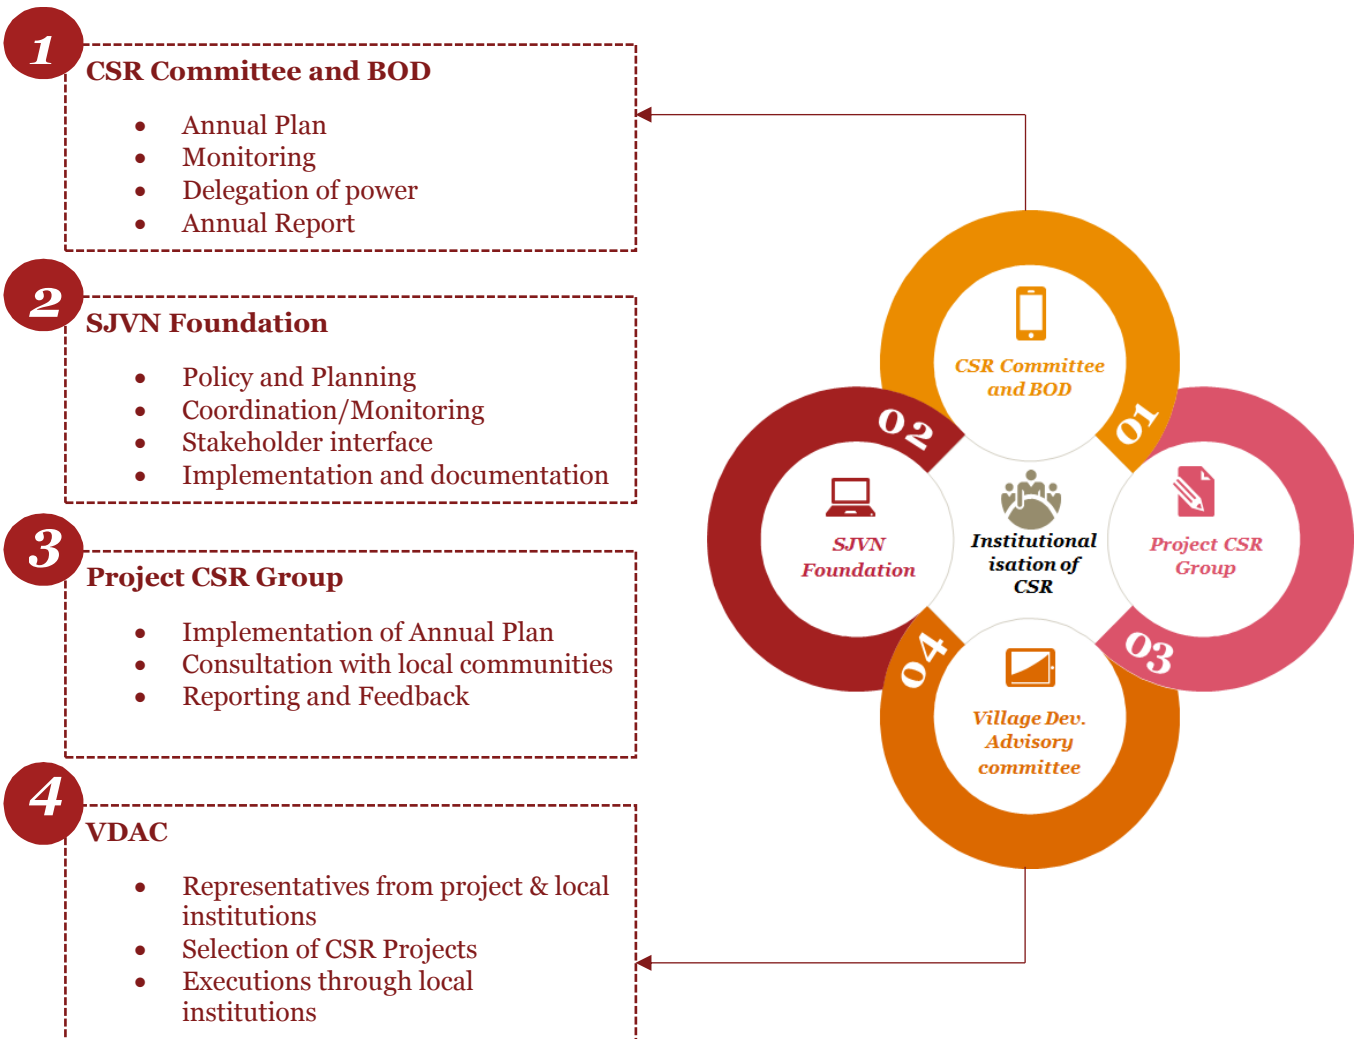 1
CSR Committee and BOD
• Annual Plan
• Monitoring
• Delegation of power
• Annual Report
2
SJVN Foundation
• Policy and Planning
• Coordination/Monitoring
• Stakeholder interface
• Implementation and documentation
3
Project CSR Group
• Implementation of Annual Plan
• Consultation with local communities
• Reporting and Feedback
4
VDAC
• Representatives from project & local
institutions
• Selection of CSR Projects
• Executions through local
institutions
CSR Committee
and BOD
01
02
SJVN
Foundation
Institutional
isation of
CSR
Project CSR
Group
03
04
Village Dev.
Advisory
committee